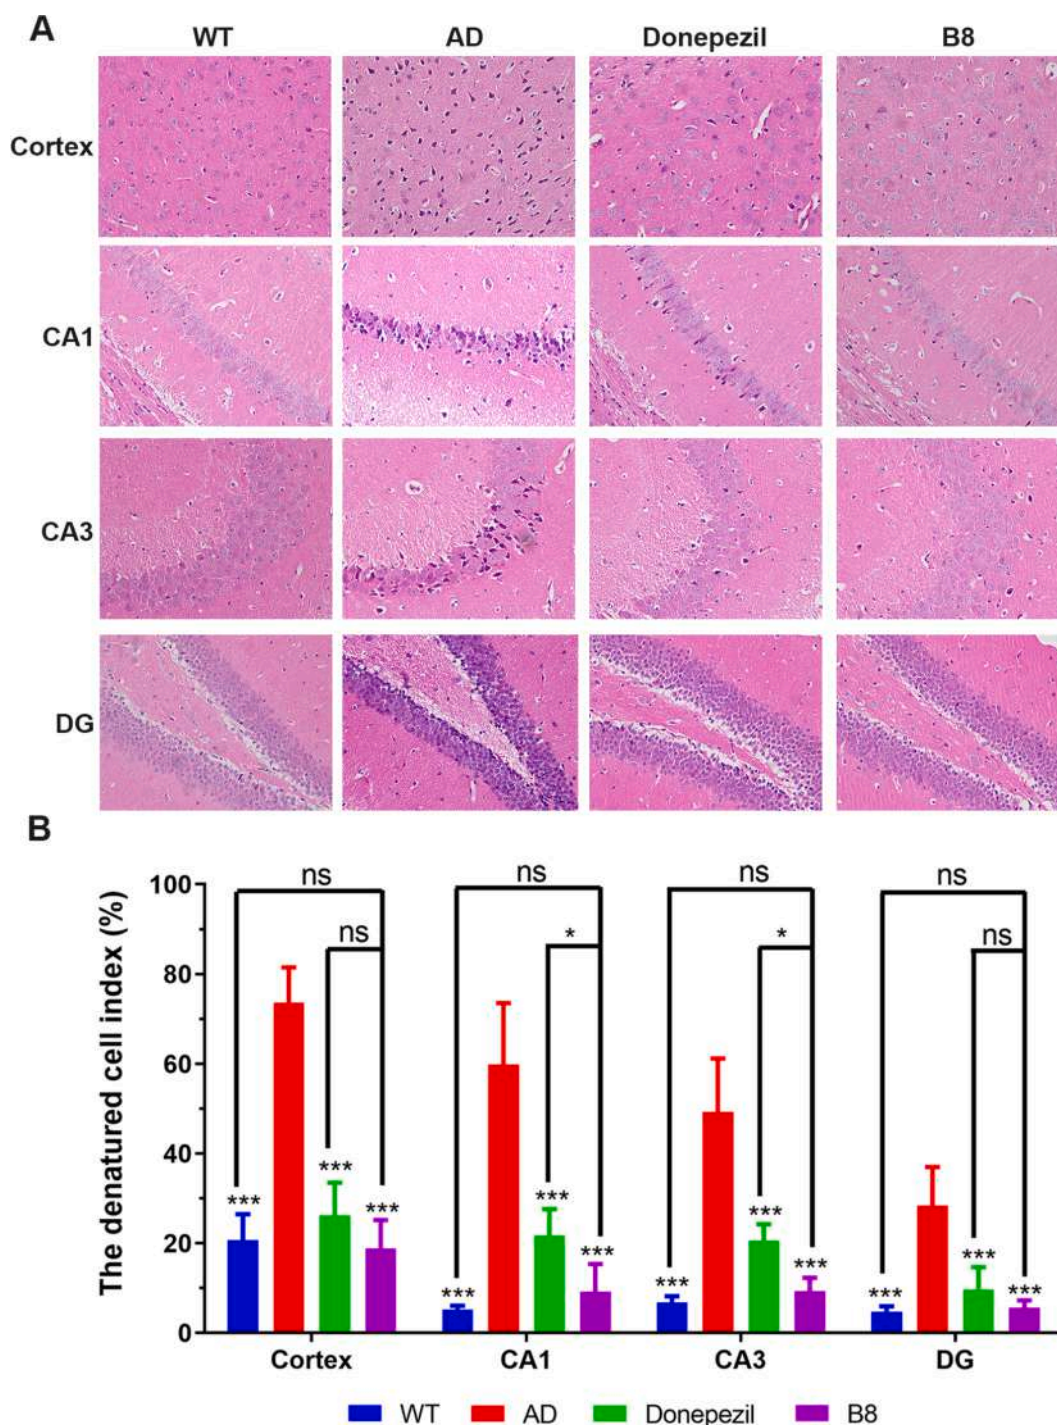 A
WT AD Donepezil B8
Cortex
CA1
CA3
DG
B
The denatured cell index (%)
100
80
60
40
20
0
ns ns ns ns
ns * * ns
*** *** ***
*** *** ***
*** *** ***
*** *** ***
Cortex CA1 CA3 DG
WT AD Donepezil B8